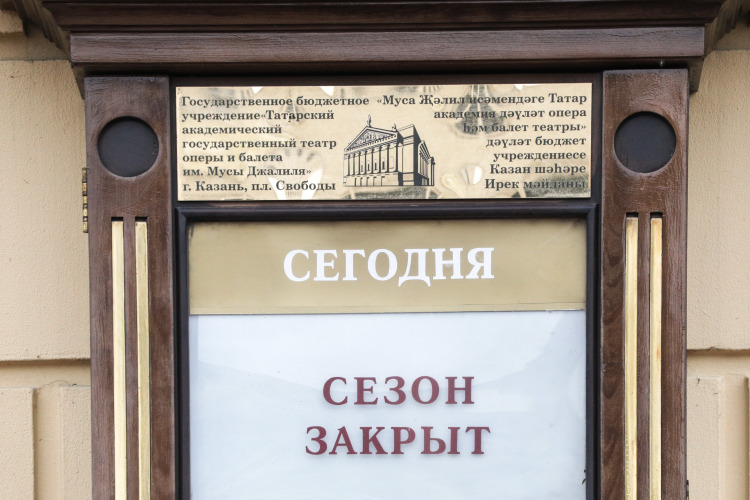 Государственное бюджетное
учреждение«Татарский
академический
государственный театр
оперы и балета
им. Мусы Джалиля»
г. Казань, пл. Свободы
«Муса Җәлил исәмендәге Татар
академия дәүләт опера
һәм балет театры»
дәүләт бюджет
учреждениесе
Казан шәһәре
Ирек мәйданы
СЕГОДНЯ
СЕЗОН
ЗАКРЫТ